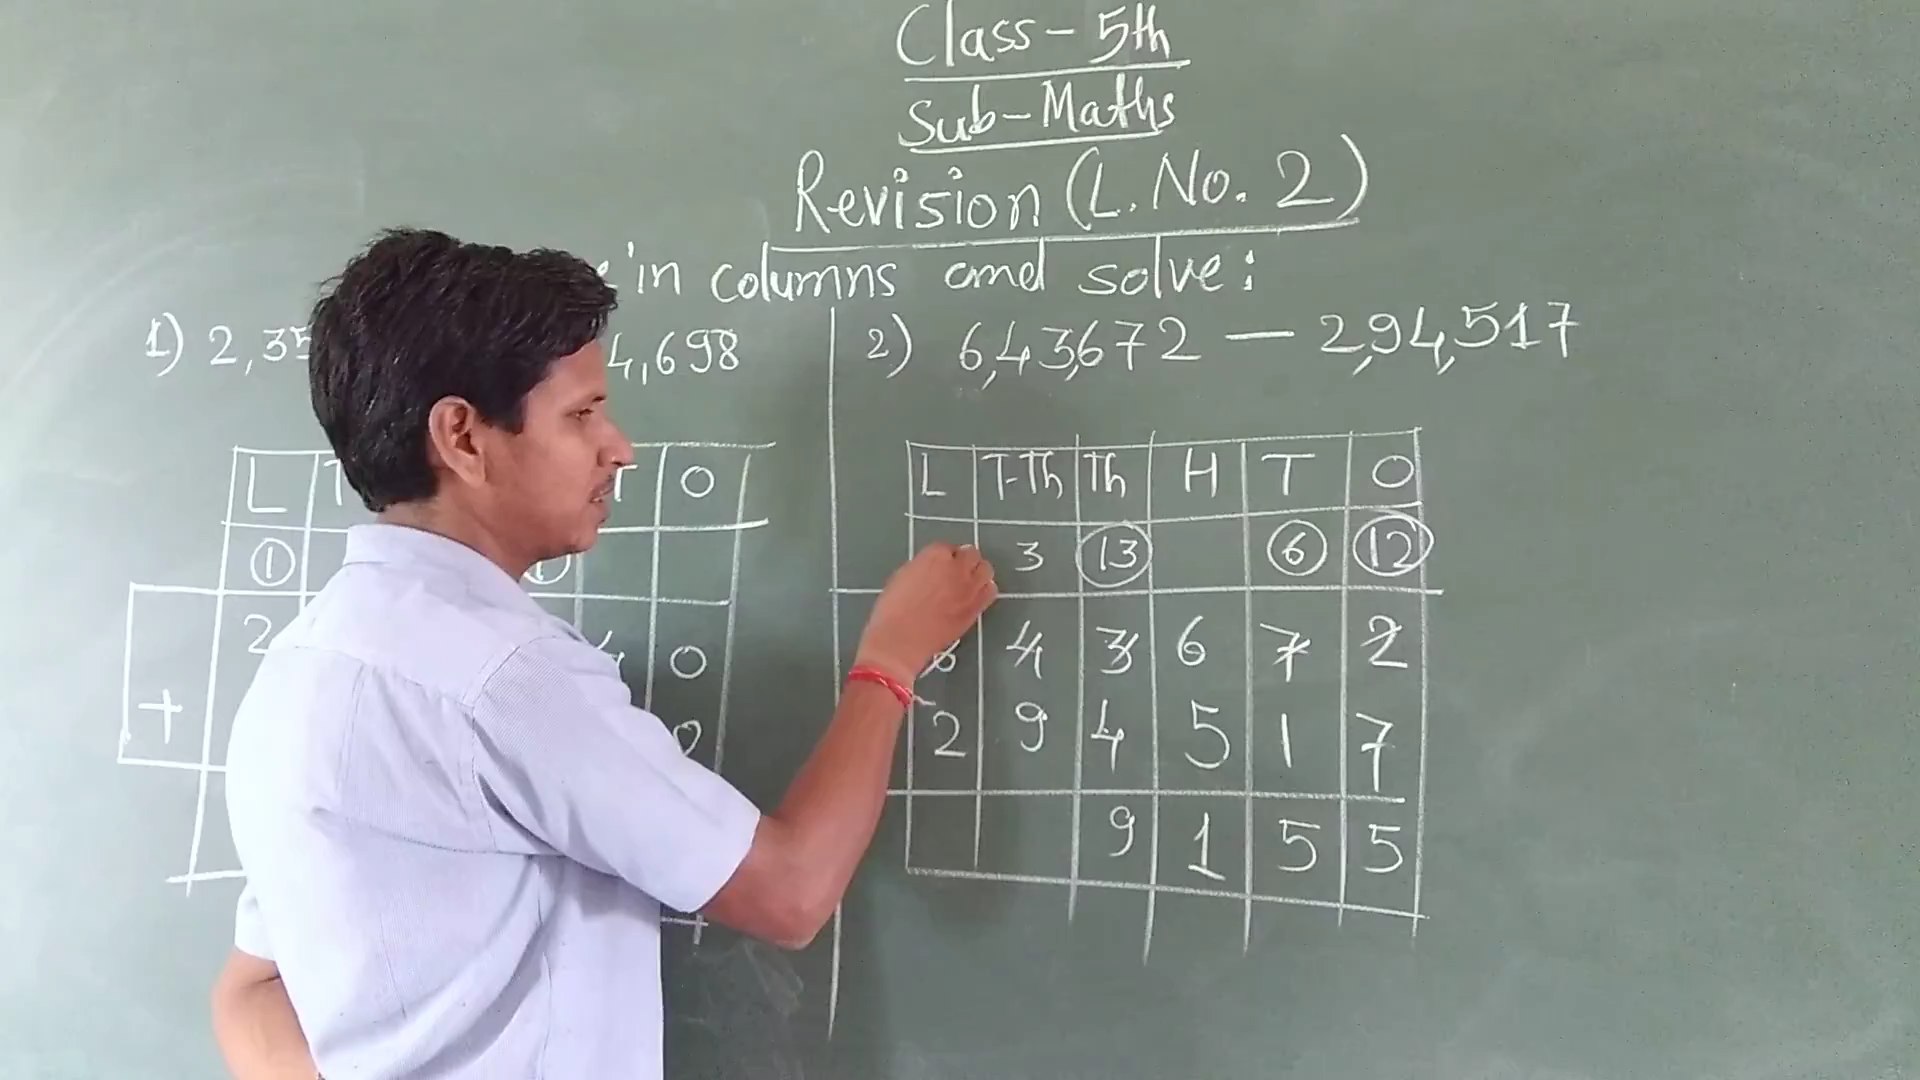 Class - 5th
Sub - Maths
Revision (L. No. 2)
in columns and solve :
1) 2,35 4,698
2) 6,43,672 — 2,94,517
L T O
1 1
2 0
+ 0
L T-Th Th H T O
3 13 6 12
6 4 3 6 7 2
2 9 4 5 1 7
9 1 5 5